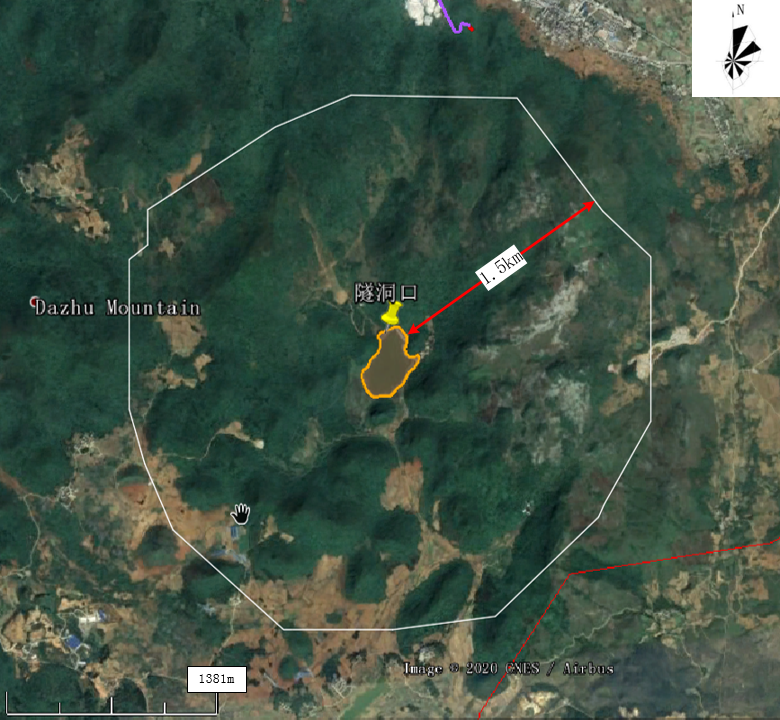 N
1.5km
隧洞口
Dazhu Mountain
Image © 2020 CNES / Airbus
1381m